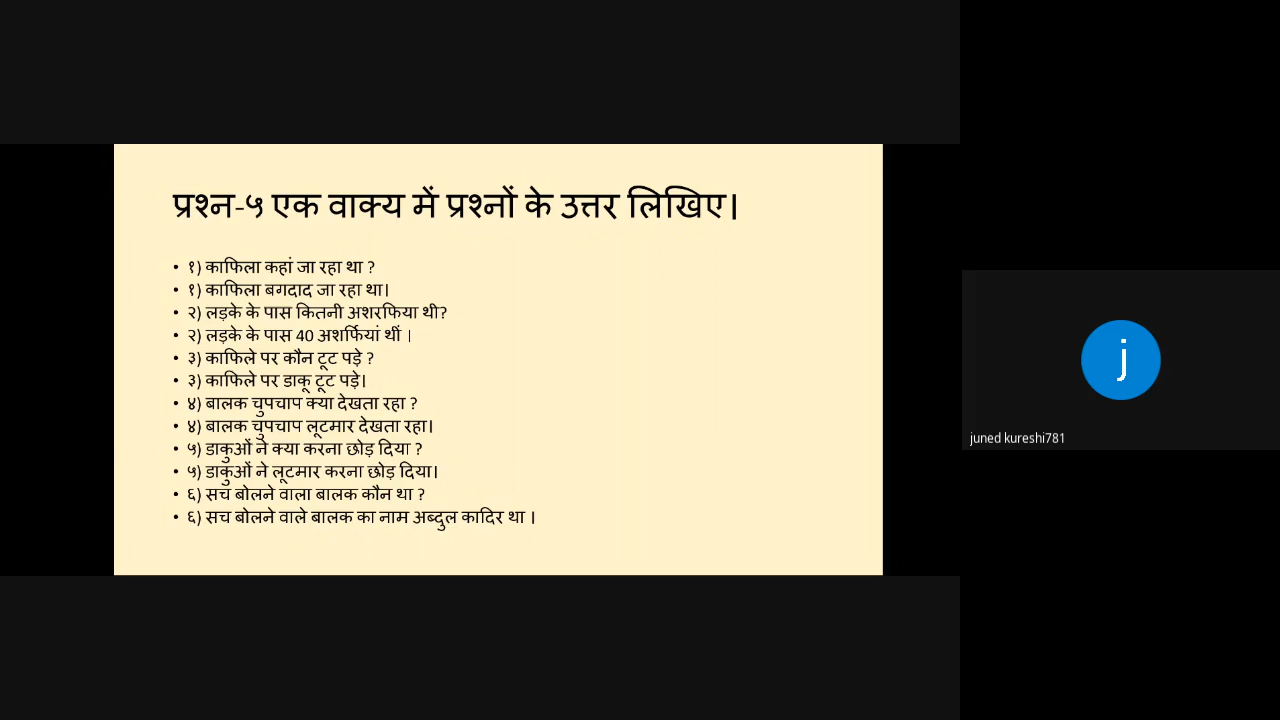 प्रश्न-५ एक वाक्य में प्रश्नों के उत्तर लिखिए।
• १) काफिला कहां जा रहा था ?
• १) काफिला बगदाद जा रहा था।
• २) लड़के के पास कितनी अशरफिया थी?
• २) लड़के के पास 40 अशर्फियां थीं ।
• ३) काफिले पर कौन टूट पड़े ?
• ३) काफिले पर डाकू टूट पड़े।
• ४) बालक चुपचाप क्या देखता रहा ?
• ४) बालक चुपचाप लूटमार देखता रहा।
• ५) डाकुओं ने क्या करना छोड़ दिया ?
• ५) डाकुओं ने लूटमार करना छोड़ दिया।
• ६) सच बोलने वाला बालक कौन था ?
• ६) सच बोलने वाले बालक का नाम अब्दुल कादिर था ।
j
juned kureshi781